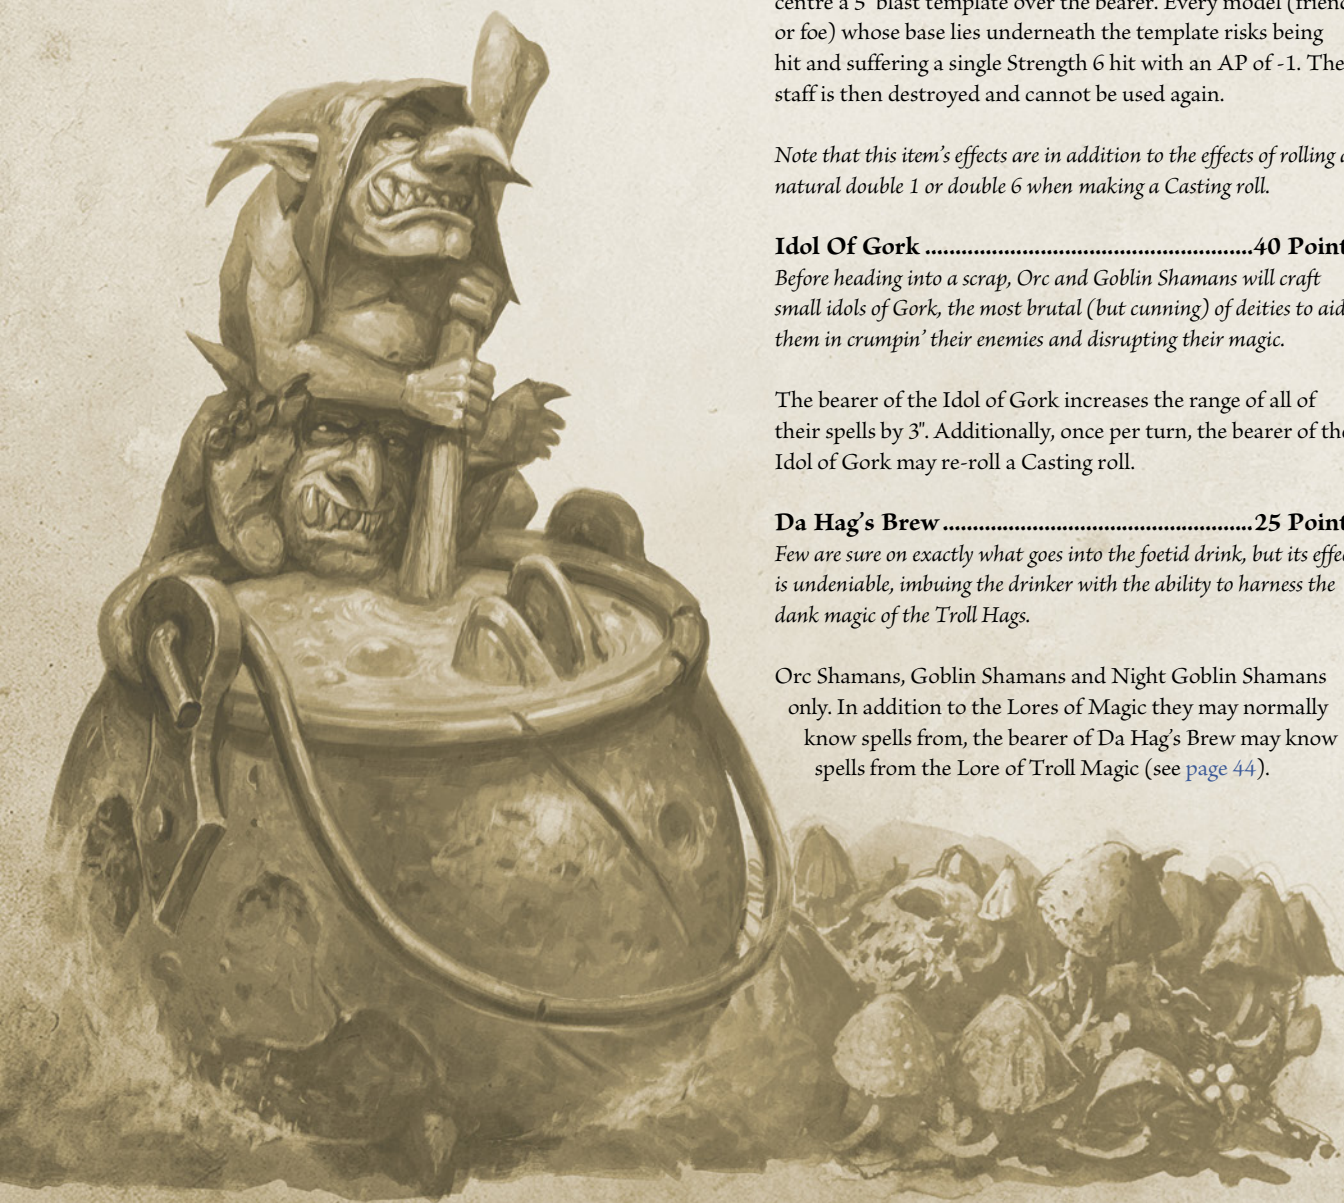 centre a 5" blast template over the bearer. Every model (friend
or foe) whose base lies underneath the template risks being
hit and suffering a single Strength 6 hit with an AP of -1. The
staff is then destroyed and cannot be used again.
Note that this item's effects are in addition to the effects of rolling a
natural double 1 or double 6 when making a Casting roll.
Idol Of Gork ........................................................40 Point
Before heading into a scrap, Orc and Goblin Shamans will craft
small idols of Gork, the most brutal (but cunning) of deities to aid
them in crumpin' their enemies and disrupting their magic.
The bearer of the Idol of Gork increases the range of all of
their spells by 3". Additionally, once per turn, the bearer of the
Idol of Gork may re-roll a Casting roll.
Da Hag's Brew .....................................................25 Point
Few are sure on exactly what goes into the foetid drink, but its effec
is undeniable, imbuing the drinker with the ability to harness the
dank magic of the Troll Hags.
Orc Shamans, Goblin Shamans and Night Goblin Shamans
only. In addition to the Lores of Magic they may normally
know spells from, the bearer of Da Hag's Brew may know
spells from the Lore of Troll Magic (see page 44).